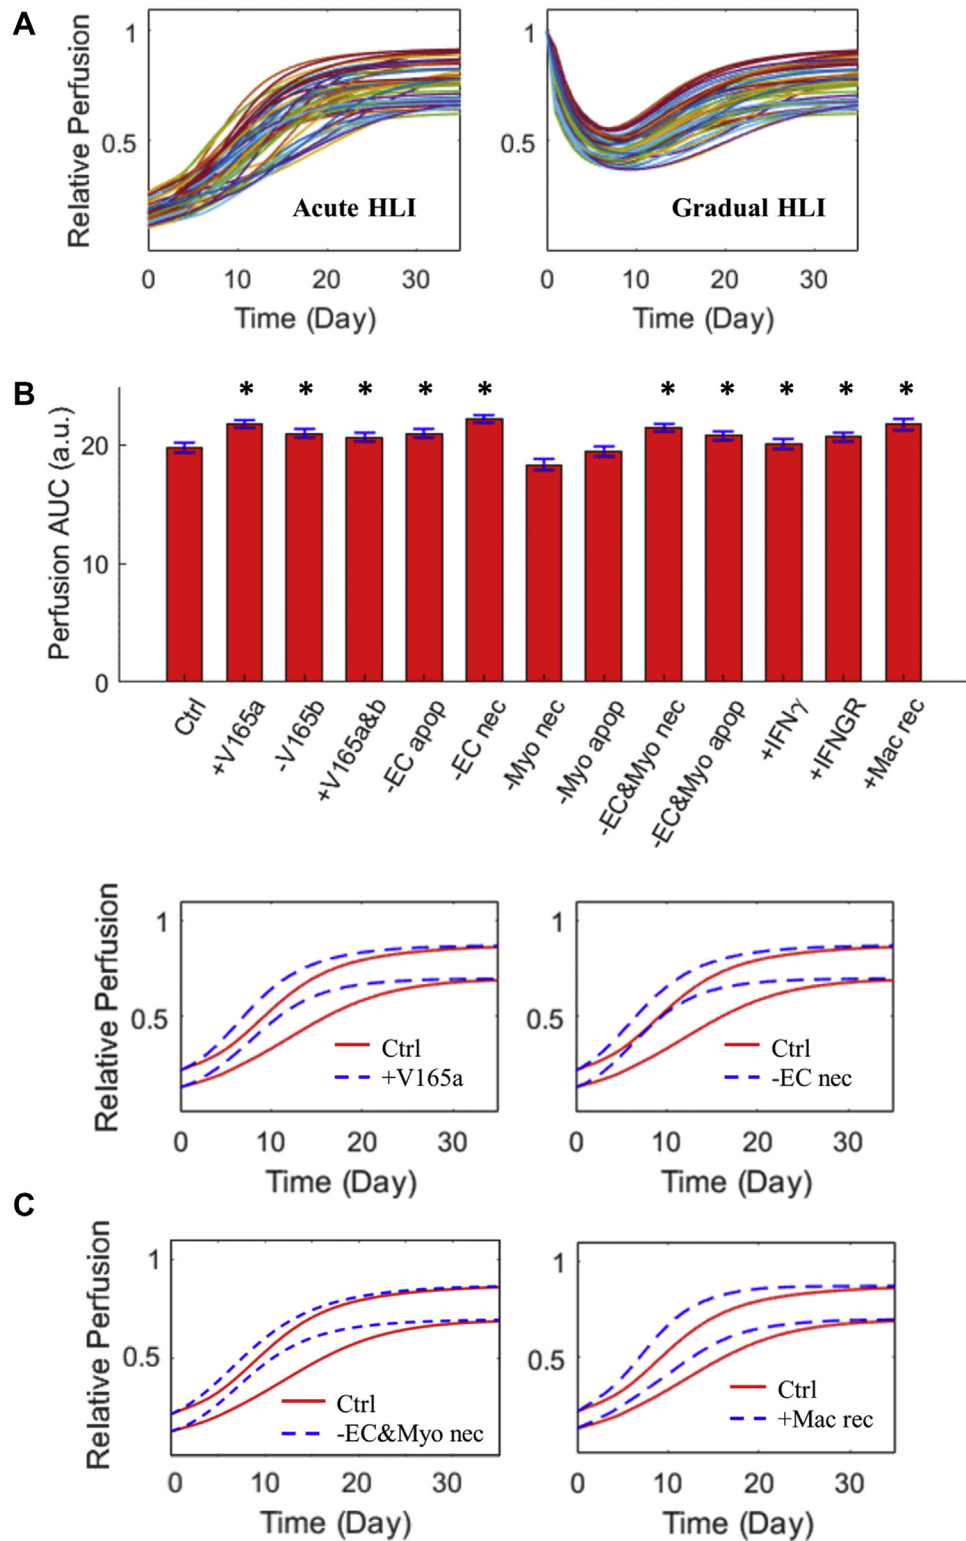 A
Relative Perfusion
1
0.5
Acute HLI
0 10 20 30
Time (Day)
1
0.5
Gradual HLI
0 10 20 30
Time (Day)
B
Perfusion AUC (a.u.)
20
10
0
* * * * * * * * * *
Ctrl
+V165a
-V165b
+V165a&b
-EC apop
-EC nec
-Myo nec
-Myo apop
-EC&Myo nec
-EC&Myo apop
+IFNγ
+IFNGR
+Mac rec
Relative Perfusion
1
0.5
Ctrl
+V165a
0 10 20 30
Time (Day)
1
0.5
Ctrl
-EC nec
0 10 20 30
Time (Day)
C
Relative Perfusion
1
0.5
Ctrl
-EC&Myo nec
0 10 20 30
Time (Day)
1
0.5
Ctrl
+Mac rec
0 10 20 30
Time (Day)